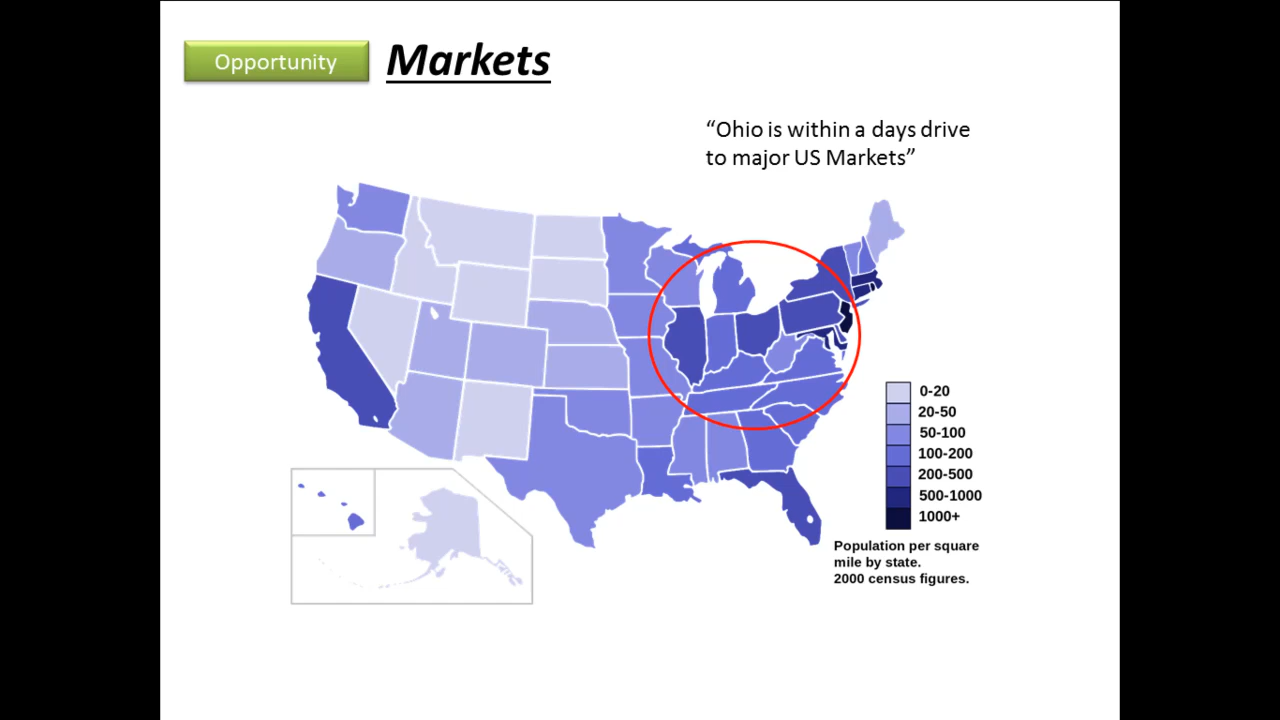 Opportunity
Markets
“Ohio is within a days drive
to major US Markets”
0-20
20-50
50-100
100-200
200-500
500-1000
1000+
Population per square
mile by state.
2000 census figures.